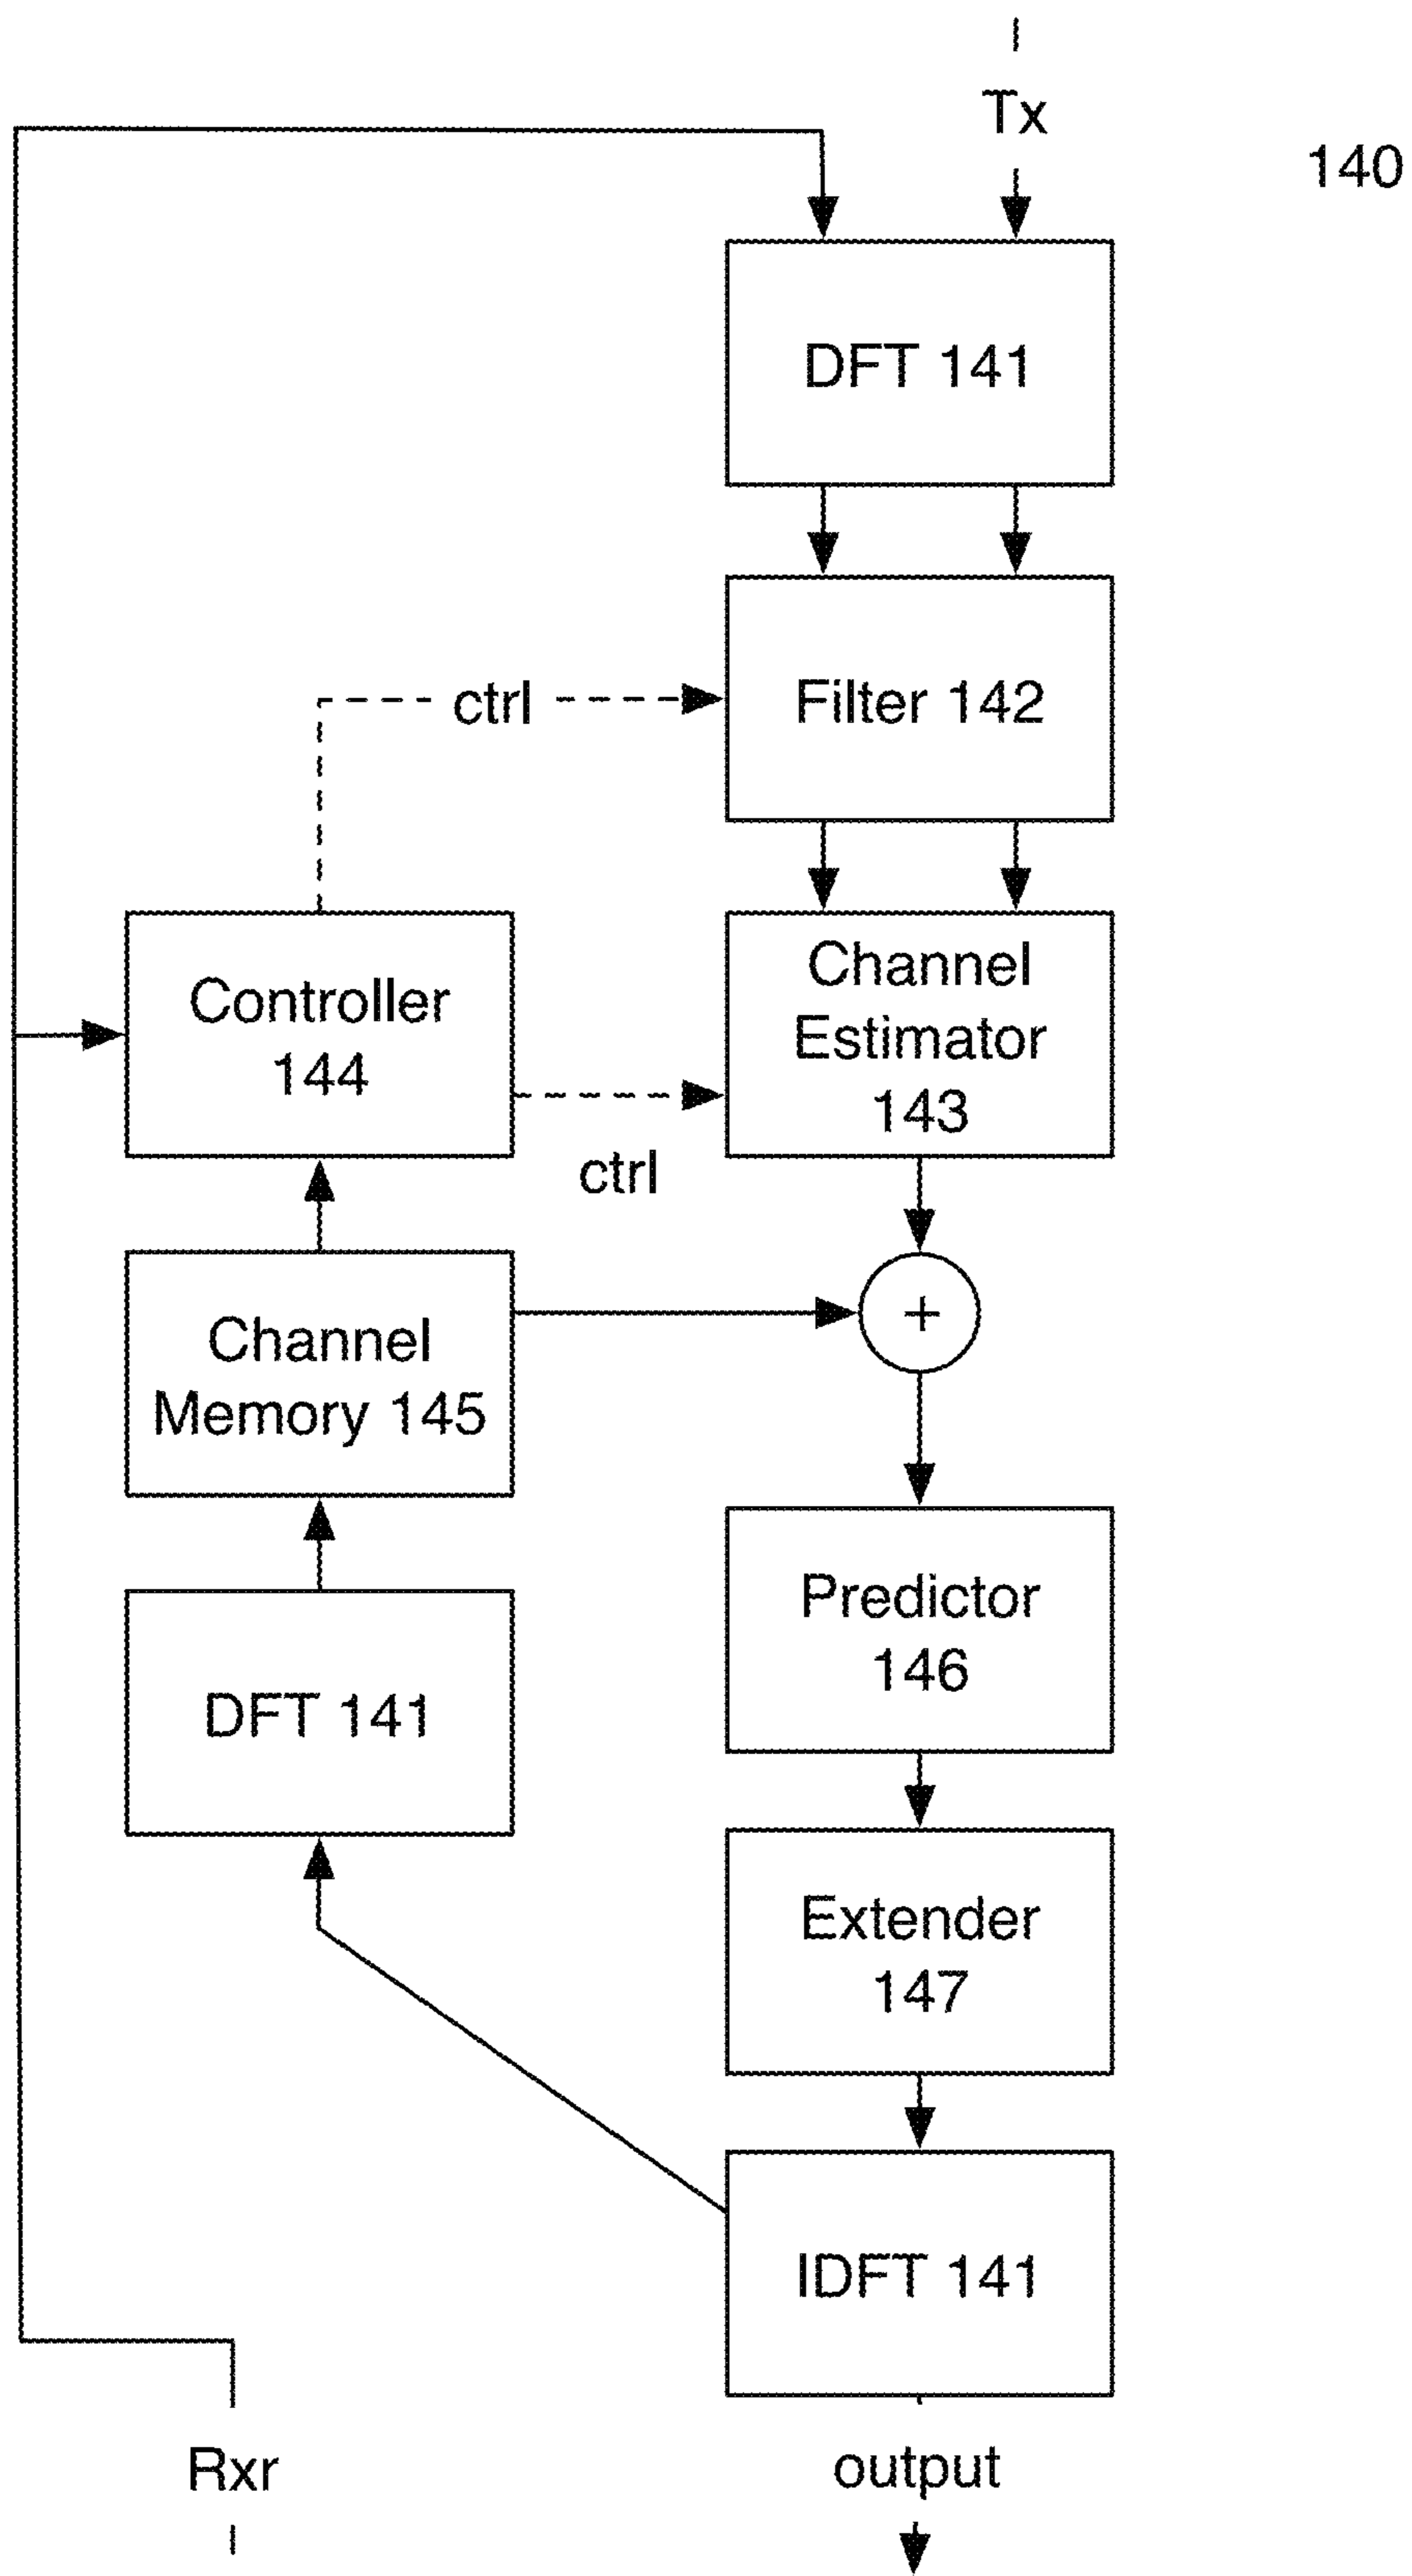 Tx
140
DFT 141
ctrl
Filter 142
Controller
144
Channel
Estimator
143
ctrl
Channel
Memory 145
+
Predictor
146
DFT 141
Extender
147
IDFT 141
Rxr
output